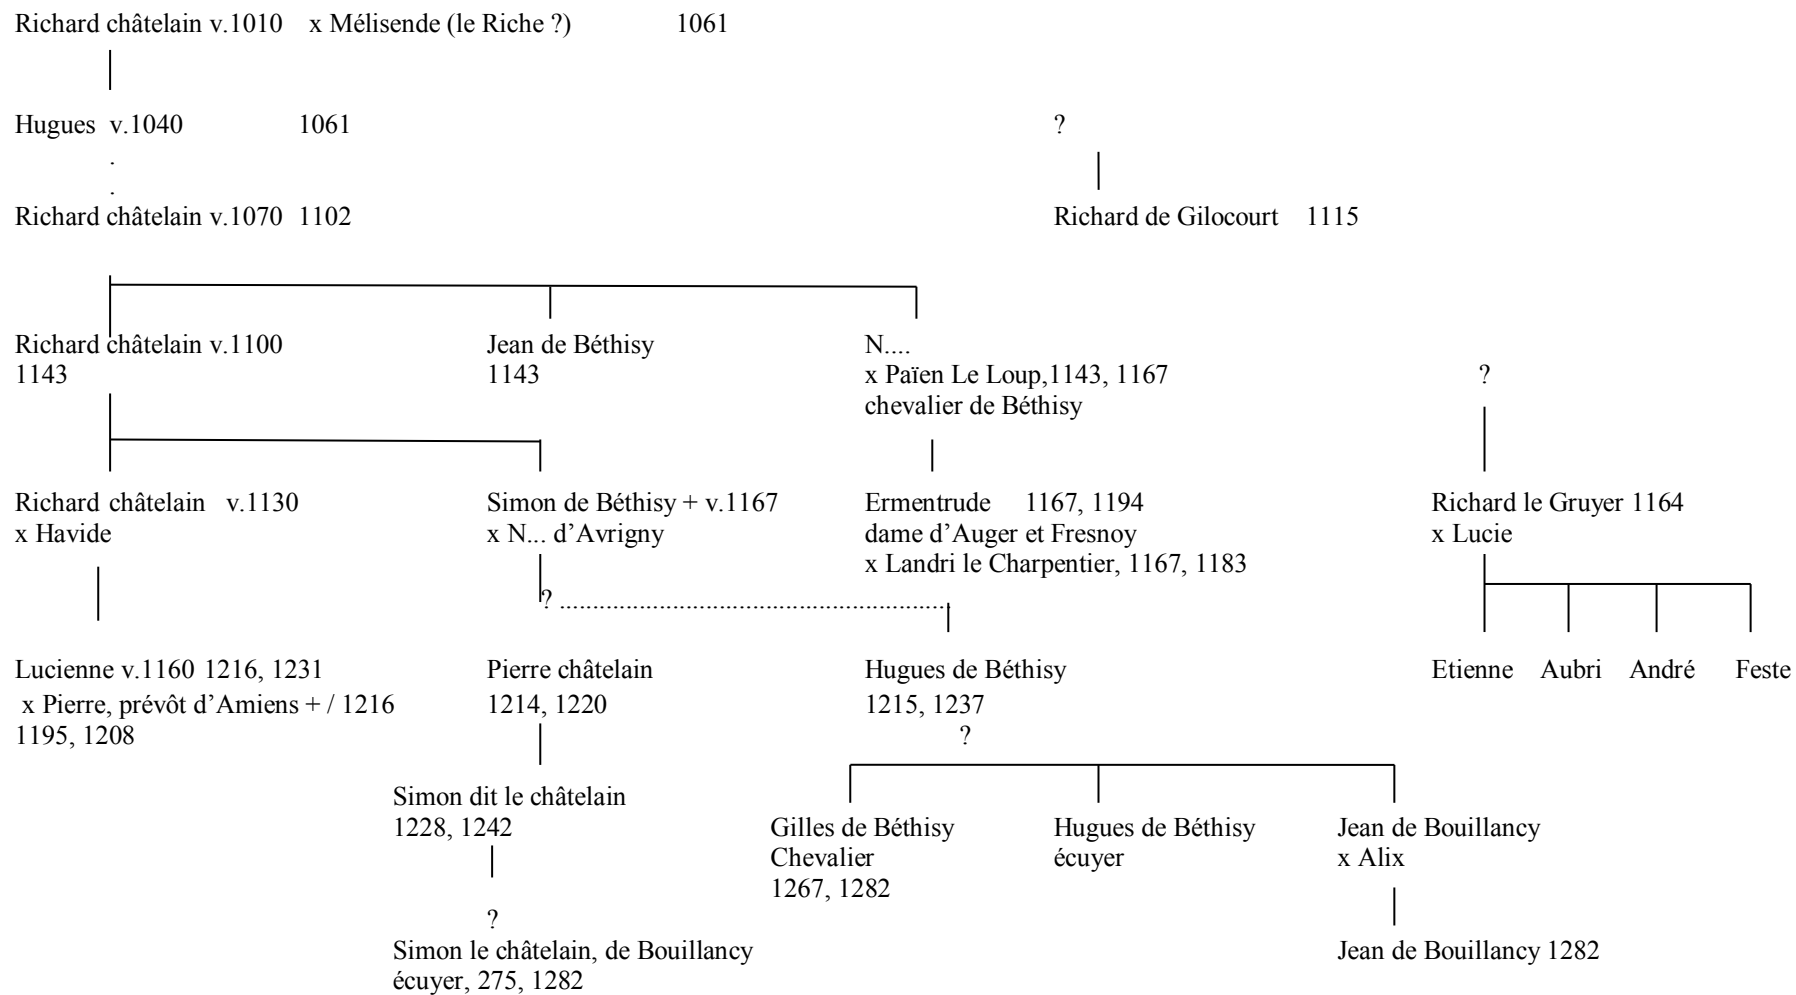 Richard châtelain v.1010 x Mélisende (le Riche ?) 1061
Hugues v.1040 1061 ?
.
.
Richard châtelain v.1070 1102 Richard de Gilocourt 1115
Richard châtelain v.1100 Jean de Béthisy N....
1143 1143 x Païen Le Loup,1143, 1167 ?
chevalier de Béthisy
Richard châtelain v.1130 Simon de Béthisy + v.1167 Ermentrude 1167, 1194 Richard le Gruyer 1164
x Havide x N... d’Avrigny dame d’Auger et Fresnoy x Lucie
x Landri le Charpentier, 1167, 1183
? ..........................................................
Lucienne v.1160 1216, 1231 Pierre châtelain Hugues de Béthisy Etienne Aubri André Feste
x Pierre, prévôt d’Amiens + / 1216 1214, 1220 1215, 1237
1195, 1208 ?
Simon dit le châtelain
1228, 1242 Gilles de Béthisy Hugues de Béthisy Jean de Bouillancy
Chevalier écuyer x Alix
1267, 1282
?
Simon le châtelain, de Bouillancy Jean de Bouillancy 1282
écuyer, 275, 1282